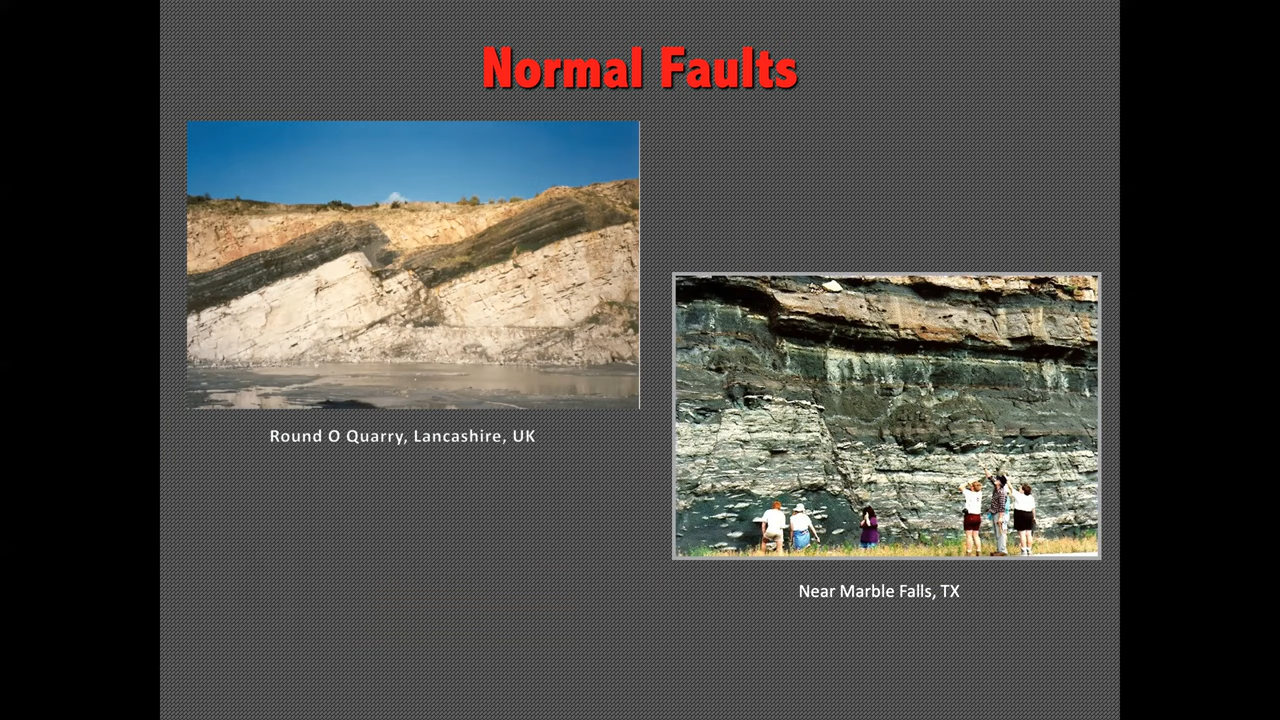 Normal Faults
Round O Quarry, Lancashire, UK
Near Marble Falls, TX